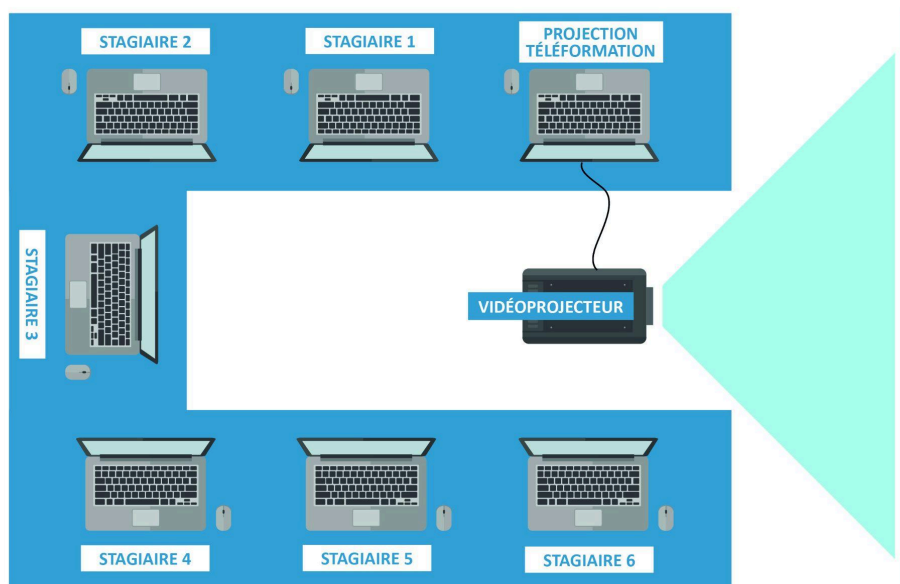 STAGIAIRE 2
STAGIAIRE 1
PROJECTION
TÉLÉFORMATION
STAGIAIRE 3
VIDÉOPROJECTEUR
STAGIAIRE 4
STAGIAIRE 5
STAGIAIRE 6